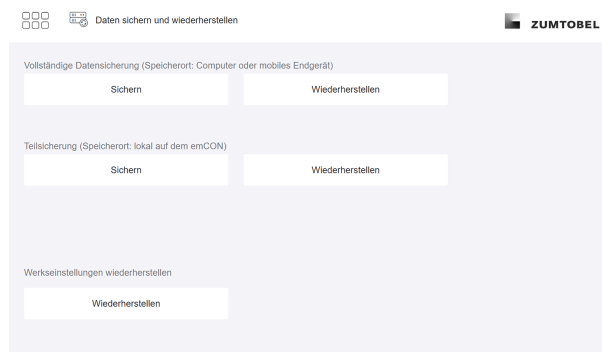 Daten sichern und wiederherstellen
ZUMTOBEL
Vollständige Datensicherung (Speicherort: Computer oder mobiles Endgerät)
Sichern
Wiederherstellen
Teilsicherung (Speicherort: lokal auf dem emCON)
Sichern
Wiederherstellen
Werkseinstellungen wiederherstellen
Wiederherstellen